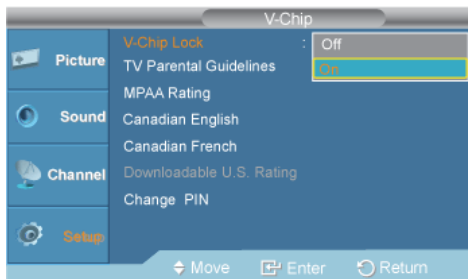 V-Chip
Picture
Sound
Channel
Setup
V-Chip Lock : Off
On
TV Parental Guidelines
MPAA Rating
Canadian English
Canadian French
Downloadable U.S. Rating
Change PIN
Move Enter Return